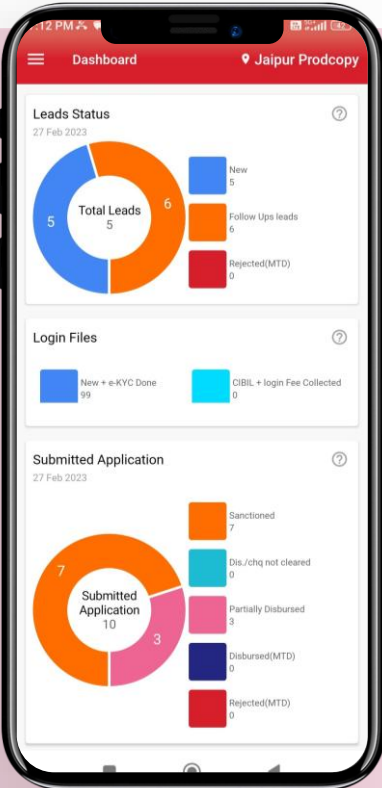 :12 PM
Dashboard
Jaipur Prodcopy
Leads Status
27 Feb 2023
5
6
Total Leads
5
New
5
Follow Ups leads
6
Rejected(MTD)
0
Login Files
New + e-KYC Done
99
CIBIL + login Fee Collected
0
Submitted Application
27 Feb 2023
7
3
Submitted
Application
10
Sanctioned
7
Dis./chq not cleared
0
Partially Disbursed
3
Disbursed(MTD)
0
Rejected(MTD)
0